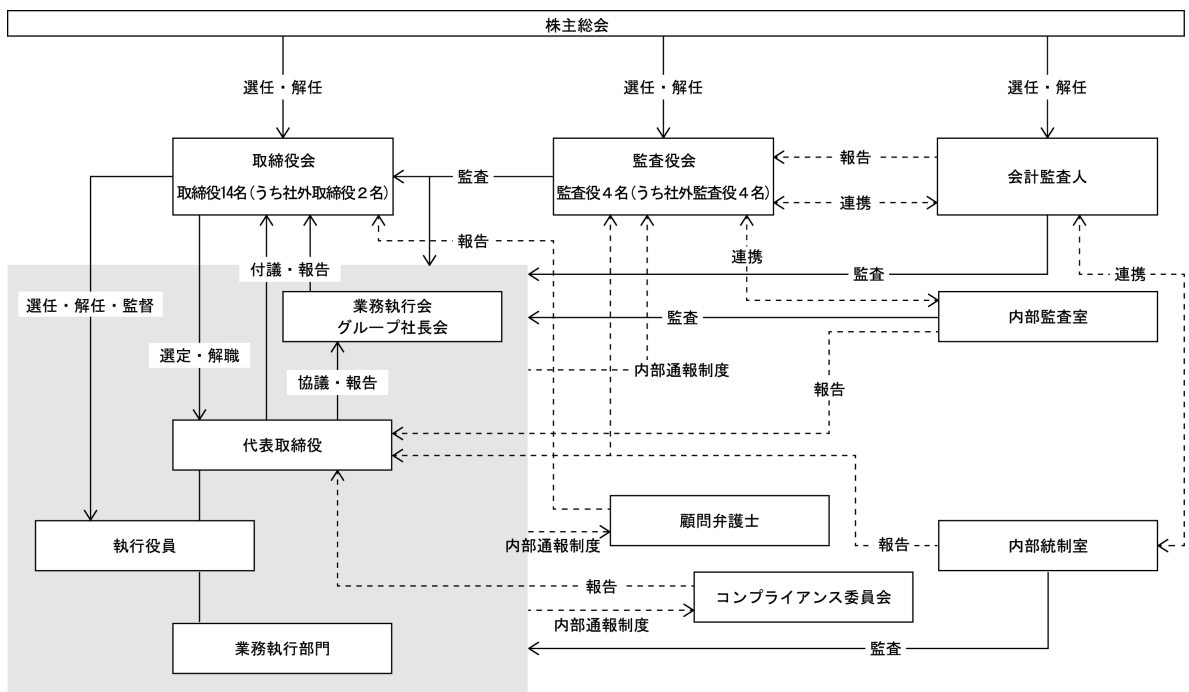 株主総会
選任・解任
選任・解任
選任・解任
取締役会
取締役14名(うち社外取締役２名)
監査
監査役会
監査役４名(うち社外監査役４名)
報告
連携
会計監査人
報告
連携
監査
連携
付議・報告
選任・解任・監督
業務執行会
グループ社長会
監査
内部監査室
選定・解職
協議・報告
内部通報制度
報告
代表取締役
顧問弁護士
執行役員
内部通報制度
報告
内部統制室
報告
コンプライアンス委員会
内部通報制度
業務執行部門
監査